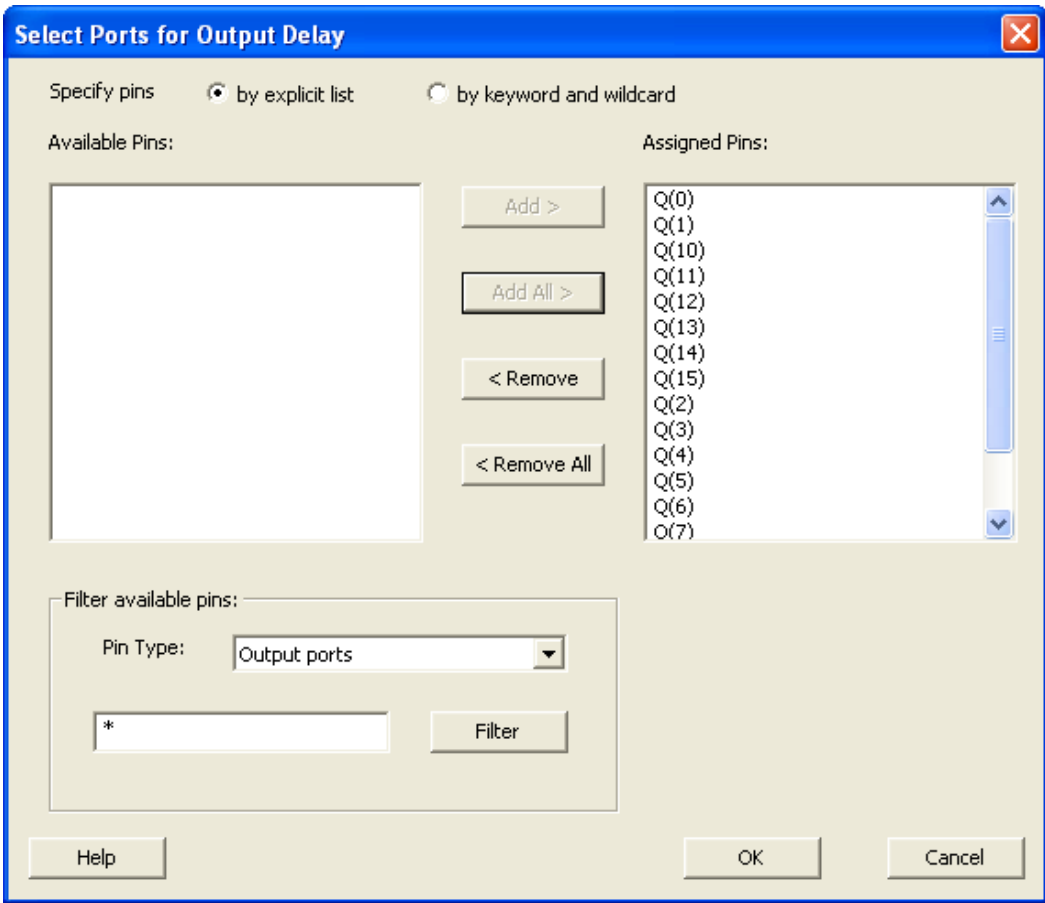 Select Ports for Output Delay
Specify pins by explicit list by keyword and wildcard
Available Pins: Assigned Pins:
Add >
Add All >
< Remove
< Remove All
Q(0)
Q(1)
Q(10)
Q(11)
Q(12)
Q(13)
Q(14)
Q(15)
Q(2)
Q(3)
Q(4)
Q(5)
Q(6)
Q(7)
Filter available pins:
Pin Type: Output ports
* Filter
Help OK Cancel